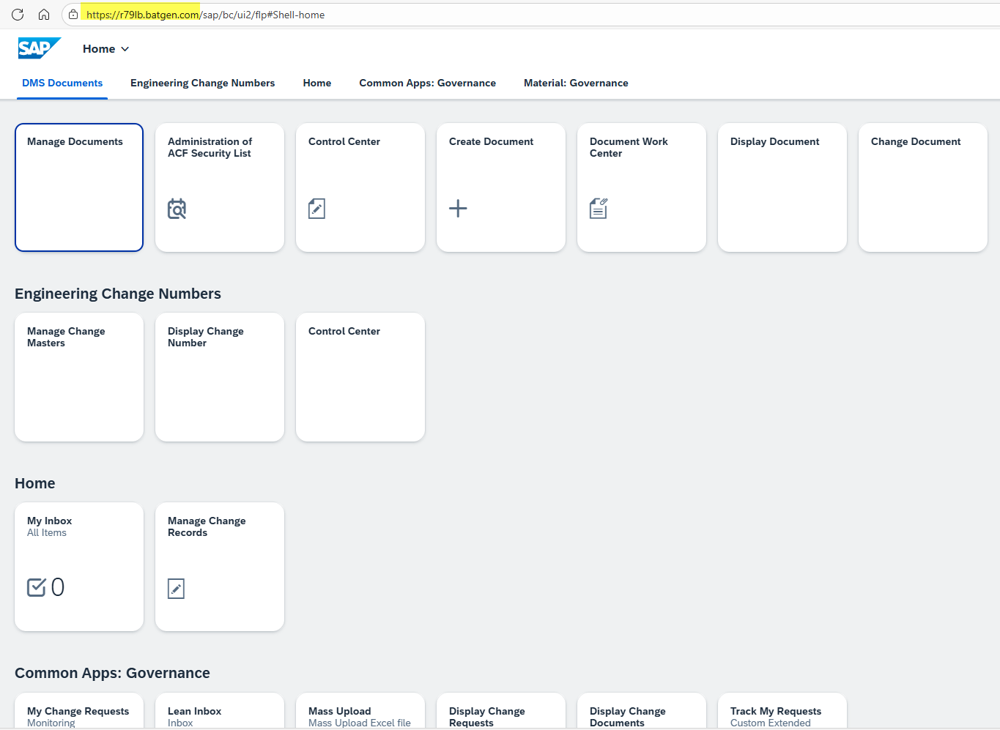 https://r79lb.batgen.com/sap/bc/ui2/flp#Shell-home
SAP
Home
DMS Documents
Engineering Change Numbers
Home
Common Apps: Governance
Material: Governance
Manage Documents
Administration of
ACF Security List
Control Center
Create Document
Document Work
Center
Display Document
Change Document
Engineering Change Numbers
Manage Change
Masters
Display Change
Number
Control Center
Home
My Inbox
All Items
0
Manage Change
Records
Common Apps: Governance
My Change Requests
Monitoring
Lean Inbox
Inbox
Mass Upload
Mass Upload Excel file
Display Change
Requests
Display Change
Documents
Track My Requests
Custom Extended